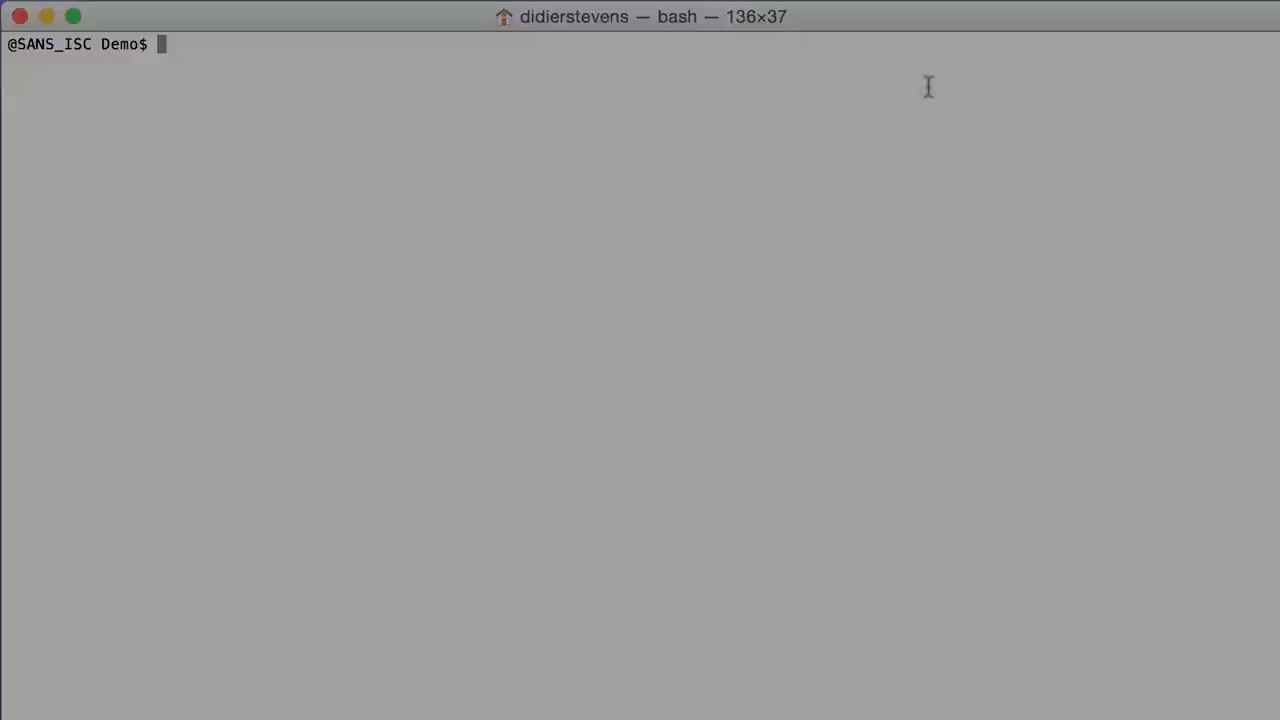 didierstevens — bash — 136×37
@SANS_ISC Demo$